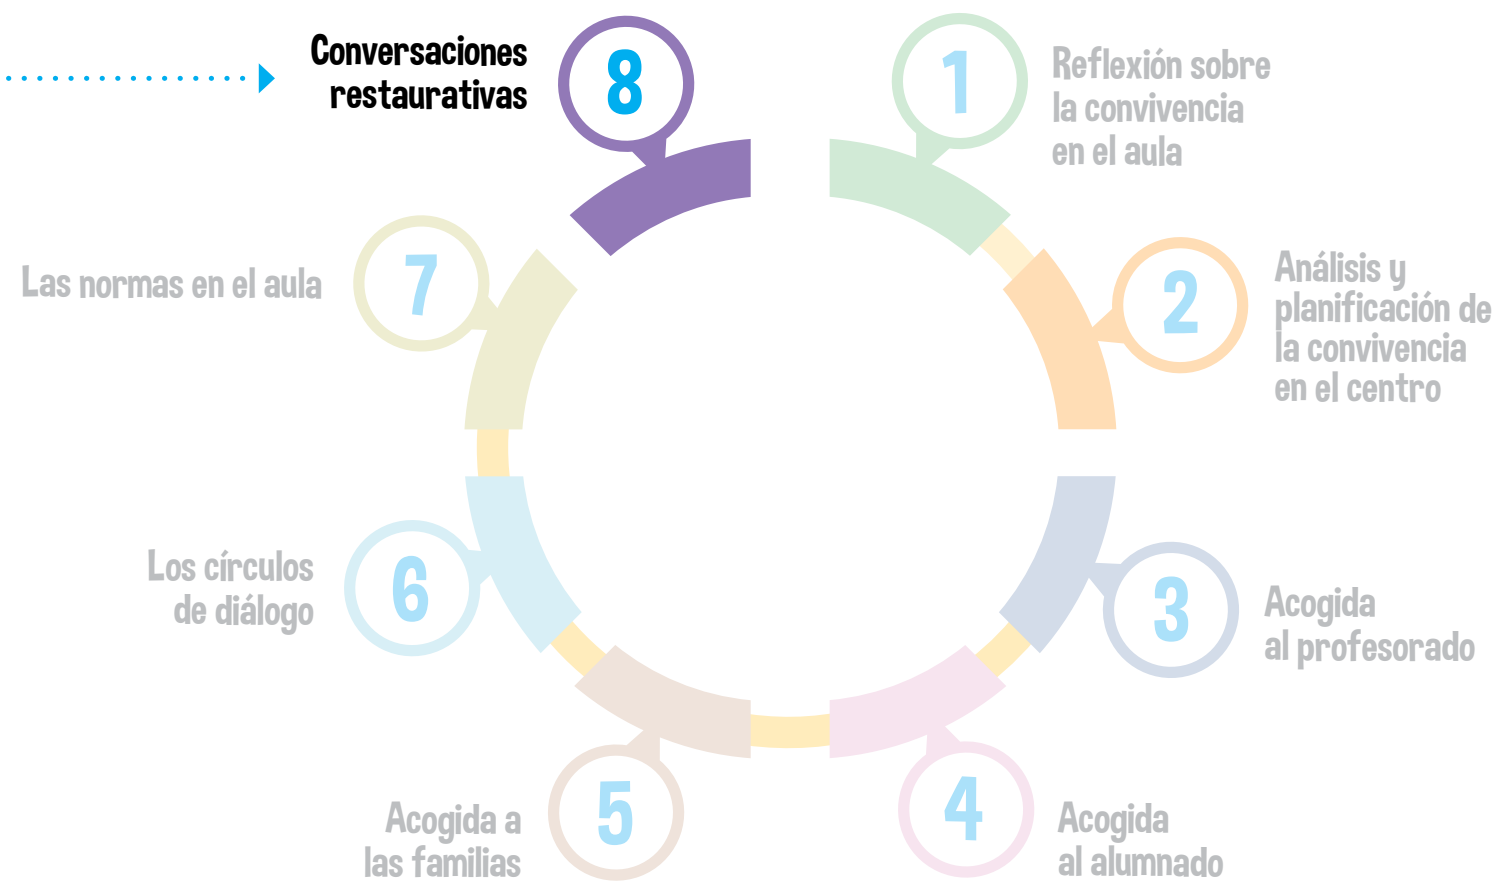 Conversaciones
restaurativas
8
1
Reflexión sobre
la convivencia
en el aula
2
Análisis y
planificación de
la convivencia
en el centro
3
Acogida
al profesorado
4
Acogida
al alumnado
5
Acogida a
las familias
6
Los círculos
de diálogo
7
Las normas en el aula